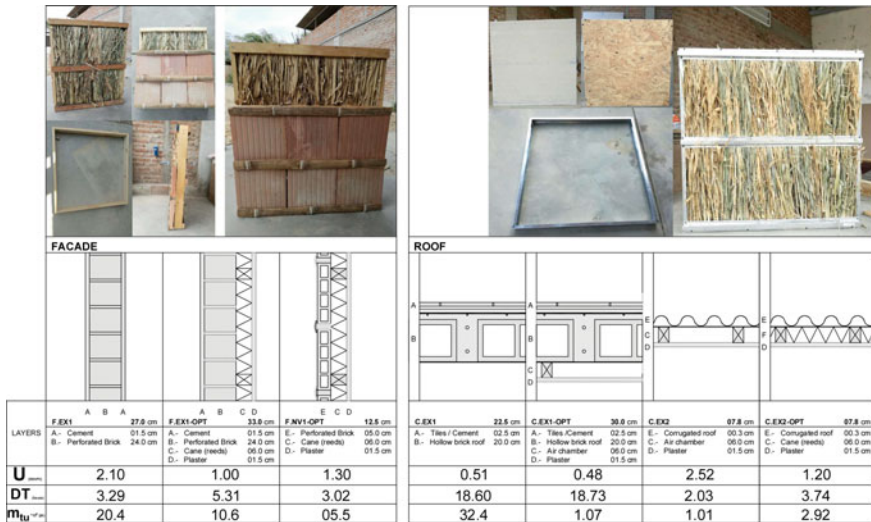 FACADE
ROOF
A B A
A B C D
E C D
A
B
A
B
C
D
E
C
D
E
F
D
LAYERS
F.EX1 27.0 cm
A.- Cement 01.5 cm
B.- Perforated Brick 24.0 cm
F.EX1-OPT 33.0 cm
A.- Cement 01.5 cm
B.- Perforated Brick 24.0 cm
C.- Cane (reeds) 06.0 cm
D.- Plaster 01.5 cm
F.NV1-OPT 12.5 cm
E.- Perforated Brick 05.0 cm
C.- Cane (reeds) 06.0 cm
D.- Plaster 01.5 cm
C.EX1 22.5 cm
A.- Tiles / Cement 02.5 cm
B.- Hollow brick roof 20.0 cm
C.EX1-OPT 30.0 cm
A.- Tiles /Cement 02.5 cm
B.- Hollow brick roof 20.0 cm
C.- Air chamber 06.0 cm
D.- Plaster 01.5 cm
C.EX2 07.8 cm
E.- Corrugated roof 00.3 cm
C.- Air chamber 06.0 cm
D.- Plaster 01.5 cm
C.EX2-OPT 07.8 cm
E.- Corrugated roof 00.3 cm
C.- Cane (reeds) 06.0 cm
D.- Plaster 01.5 cm
U 2.10 1.00 1.30 0.51 0.48 2.52 1.20
DT 3.29 5.31 3.02 18.60 18.73 2.03 3.74
mtu 20.4 10.6 05.5 32.4 1.07 1.01 2.92